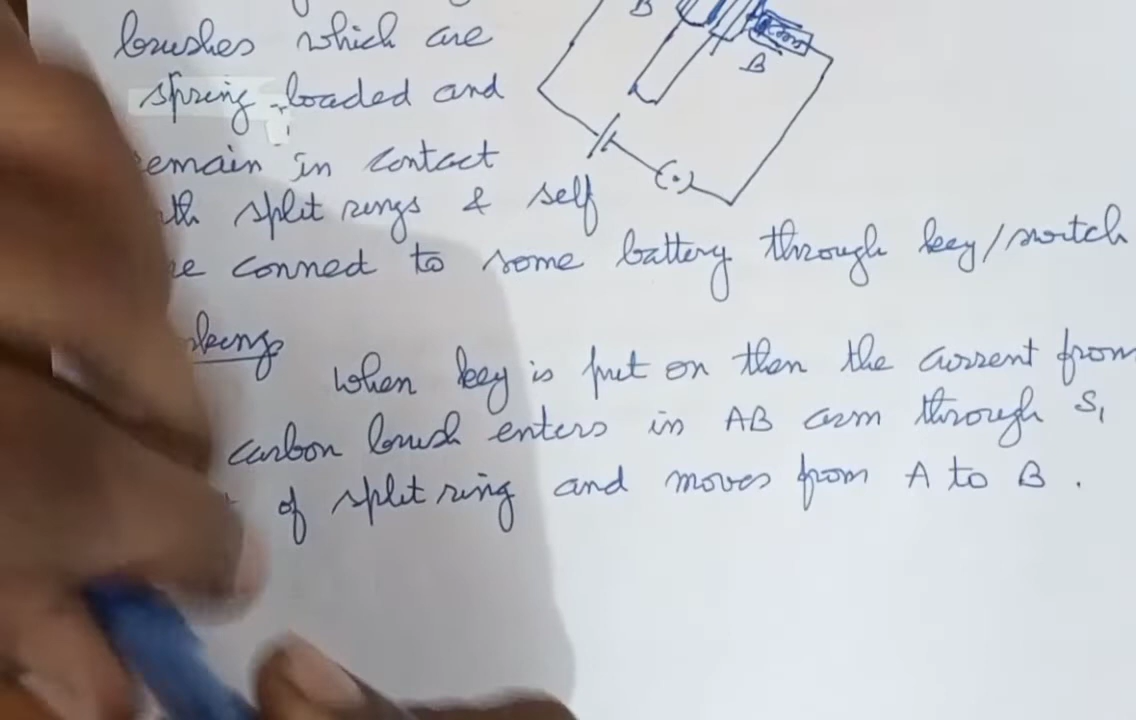 brushes which are
B
B
spring-loaded and
remain in contact
with split rings & self
are conned to some battery through key/switch
Working
When key is put on then the current from
carbon brush enters in AB arm through S1
of split ring and moves from A to B.